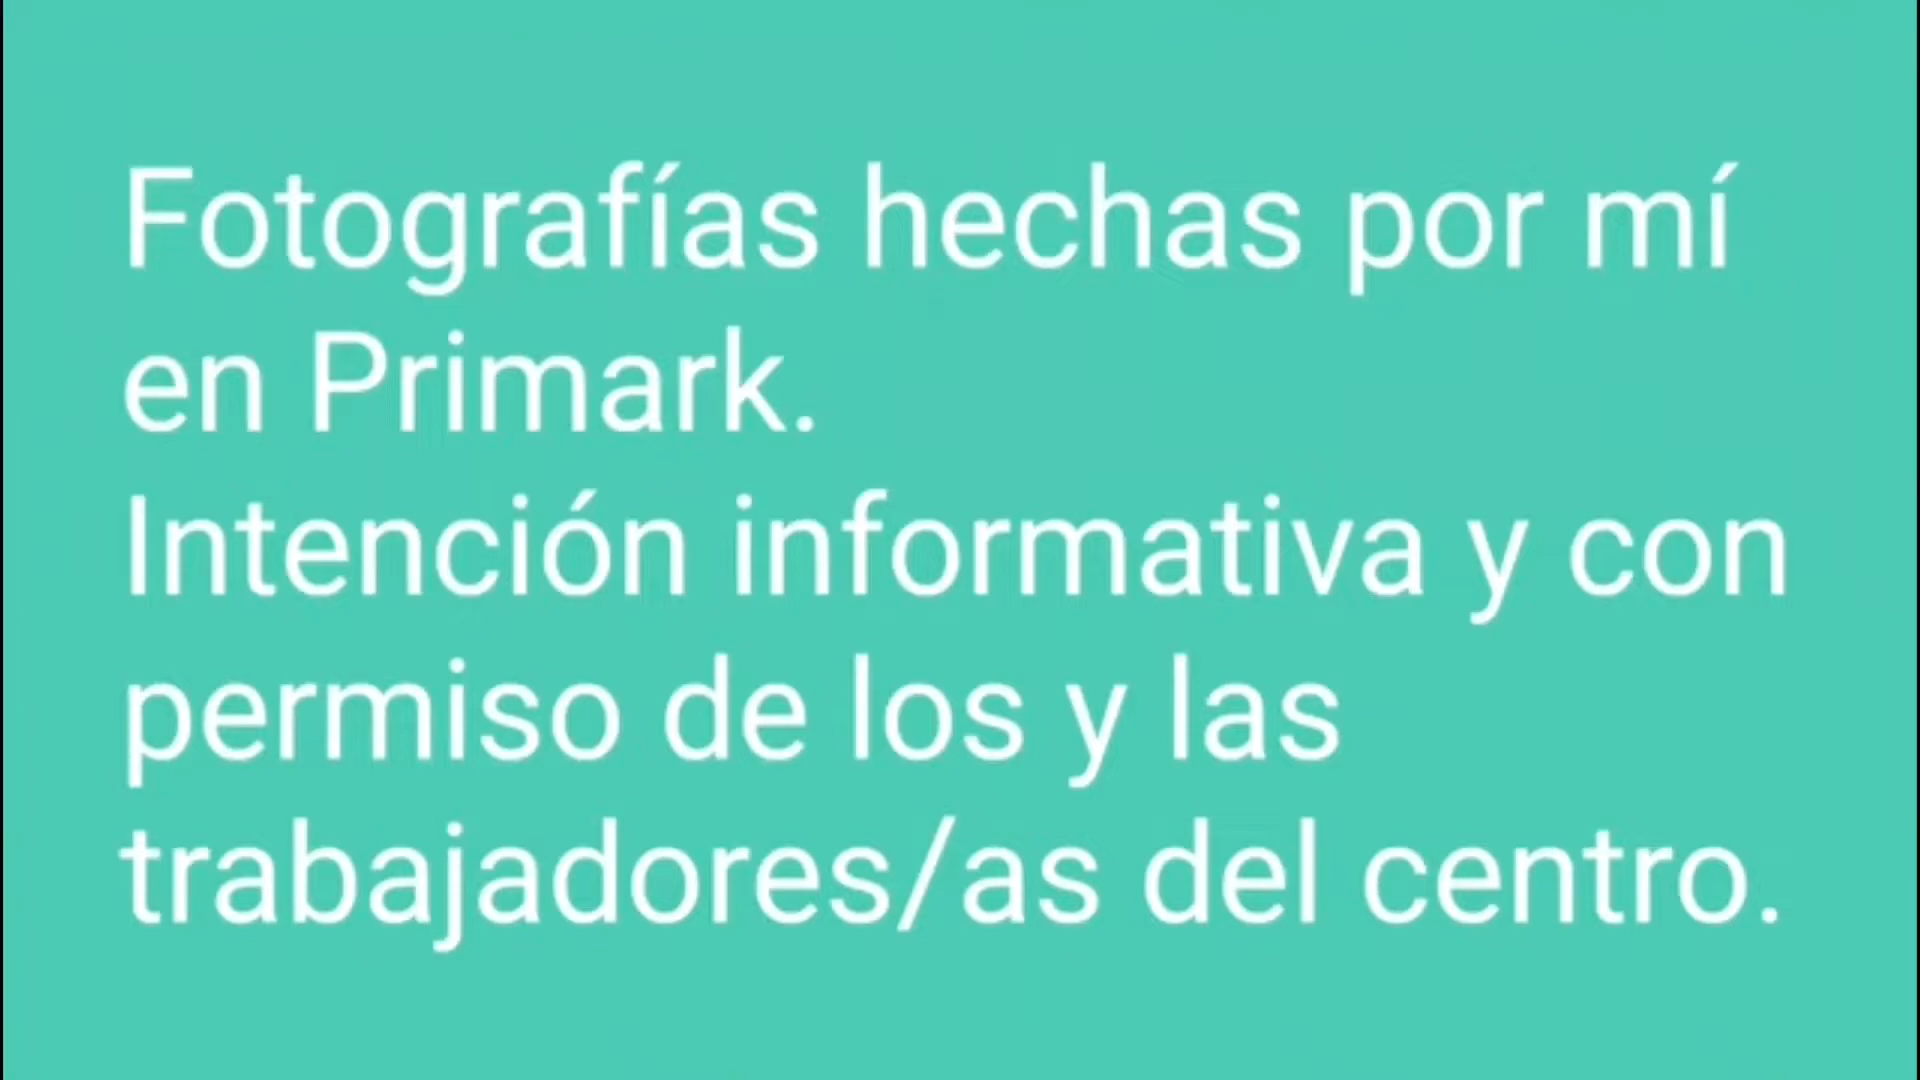 Fotografías hechas por mí
en Primark.
Intención informativa y con
permiso de los y las
trabajadores/as del centro.